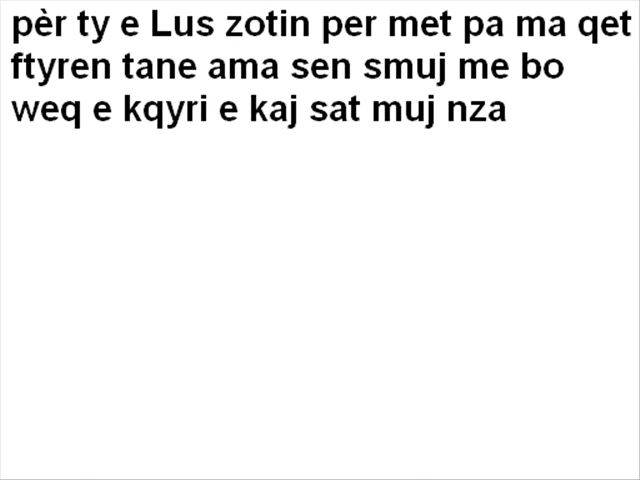 për ty e Lus zotin per met pa ma qet
ftyren tane ama sen smuj me bo
weq e kqyri e kaj sat muj nza